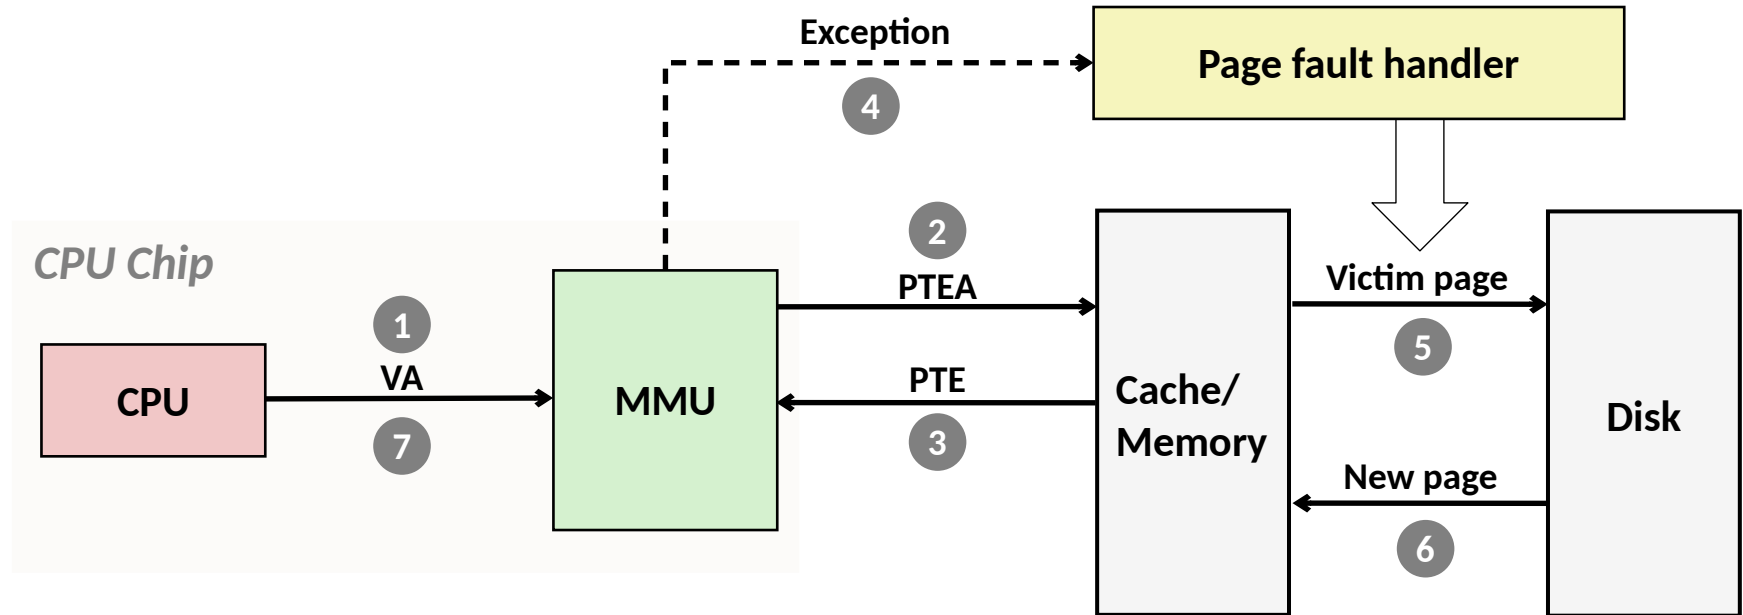 Exception
Page fault handler
4
2
CPU Chip
PTEA
Victim page
1
5
VA
PTE
CPU
MMU
Cache/
Memory
Disk
7
3
New page
6